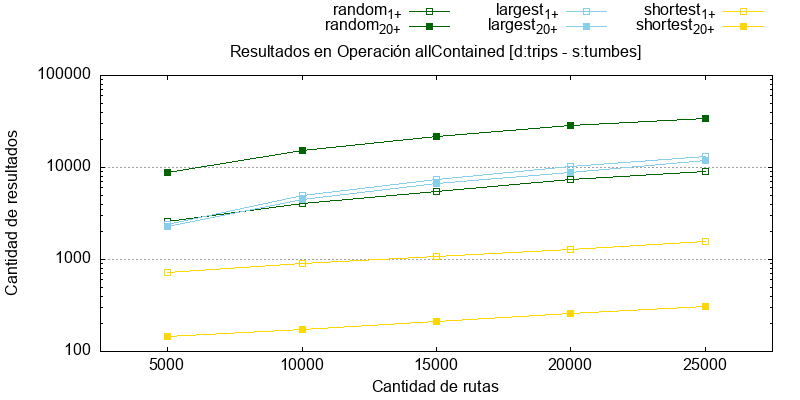 random1+ largest1+ shortest1+
random20+ largest20+ shortest20+
Resultados en Operación allContained [d:trips - s:tumbes]
100000
10000
1000
100
Cantidad de resultados
5000 10000 15000 20000 25000
Cantidad de rutas